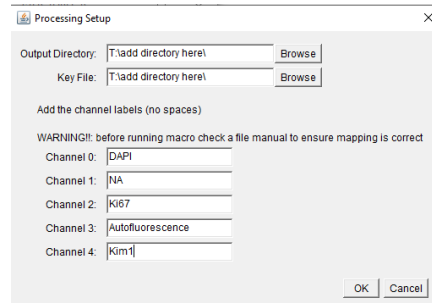 Processing Setup
Output Directory: T:\add directory here\ Browse
Key File: T:\add directory here\ Browse
Add the channel labels (no spaces)
WARNING!!: before running macro check a file manual to ensure mapping is correct
Channel 0: DAPI
Channel 1: NA
Channel 2: Ki67
Channel 3: Autofluorescence
Channel 4: Kim1
OK Cancel